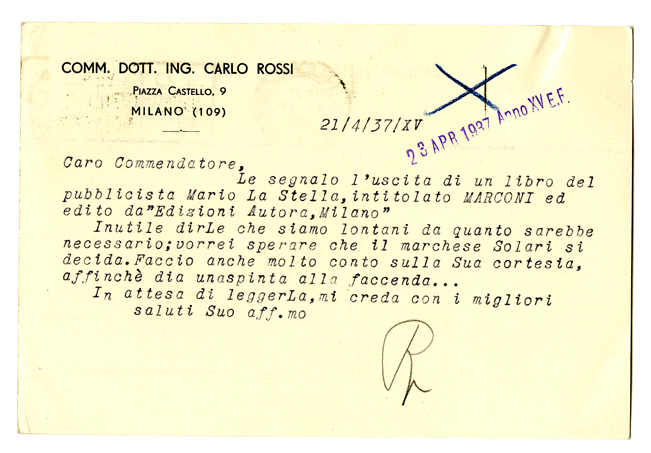 COMM. DOTT. ING. CARLO ROSSI
PIAZZA CASTELLO, 9
MILANO (109)
21/4/37/XV
23 APR 1937 Anno XV E.F.
Caro Commendatore,
Le segnalo l'uscita di un libro del
pubblicista Mario La Stella,intitolato MARCONI ed
edito da"Edizioni Autora,Milano"
Inutile dirLe che siamo lontani da quanto sarebbe
necessario;vorrei sperare che il marchese Solari si
decida.Faccio anche molto conto sulla Sua cortesia,
affinchè dia unaspinta alla faccenda...
In attesa di leggerLa,mi creda con i migliori
saluti Suo aff.mo